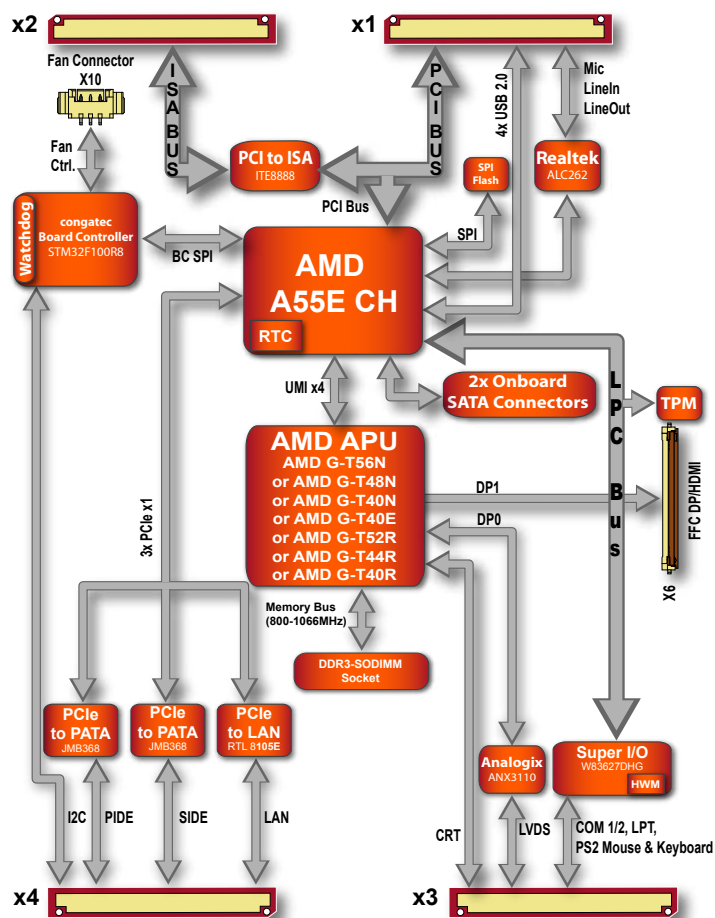 x2
x1
Fan Connector
X10
Mic
LineIn
LineOut
ISA BUS
PCI BUS
4x USB 2.0
Fan
Ctrl.
PCI to ISA
ITE8888
SPI
Flash
Realtek
ALC262
PCI Bus
Watchdog
congatec
Board Controller
STM32F100R8
BC SPI
SPI
AMD
A55E CH
RTC
UMI x4
2x Onboard
SATA Connectors
LPC Bus
TPM
AMD APU
AMD G-T56N
or AMD G-T48N
or AMD G-T40N
or AMD G-T40E
or AMD G-T52R
or AMD G-T44R
or AMD G-T40R
DP1
DP0
FFC DP/HDMI
X6
3x PCIe x1
Memory Bus
(800-1066MHz)
DDR3-SODIMM
Socket
PCIe
to PATA
JMB368
PCIe
to PATA
JMB368
PCIe
to LAN
RTL 8105E
Analogix
ANX3110
Super I/O
W83627DHG
HWM
I2C
PIDE
SIDE
LAN
CRT
LVDS
COM 1/2, LPT,
PS2 Mouse & Keyboard
x4
x3